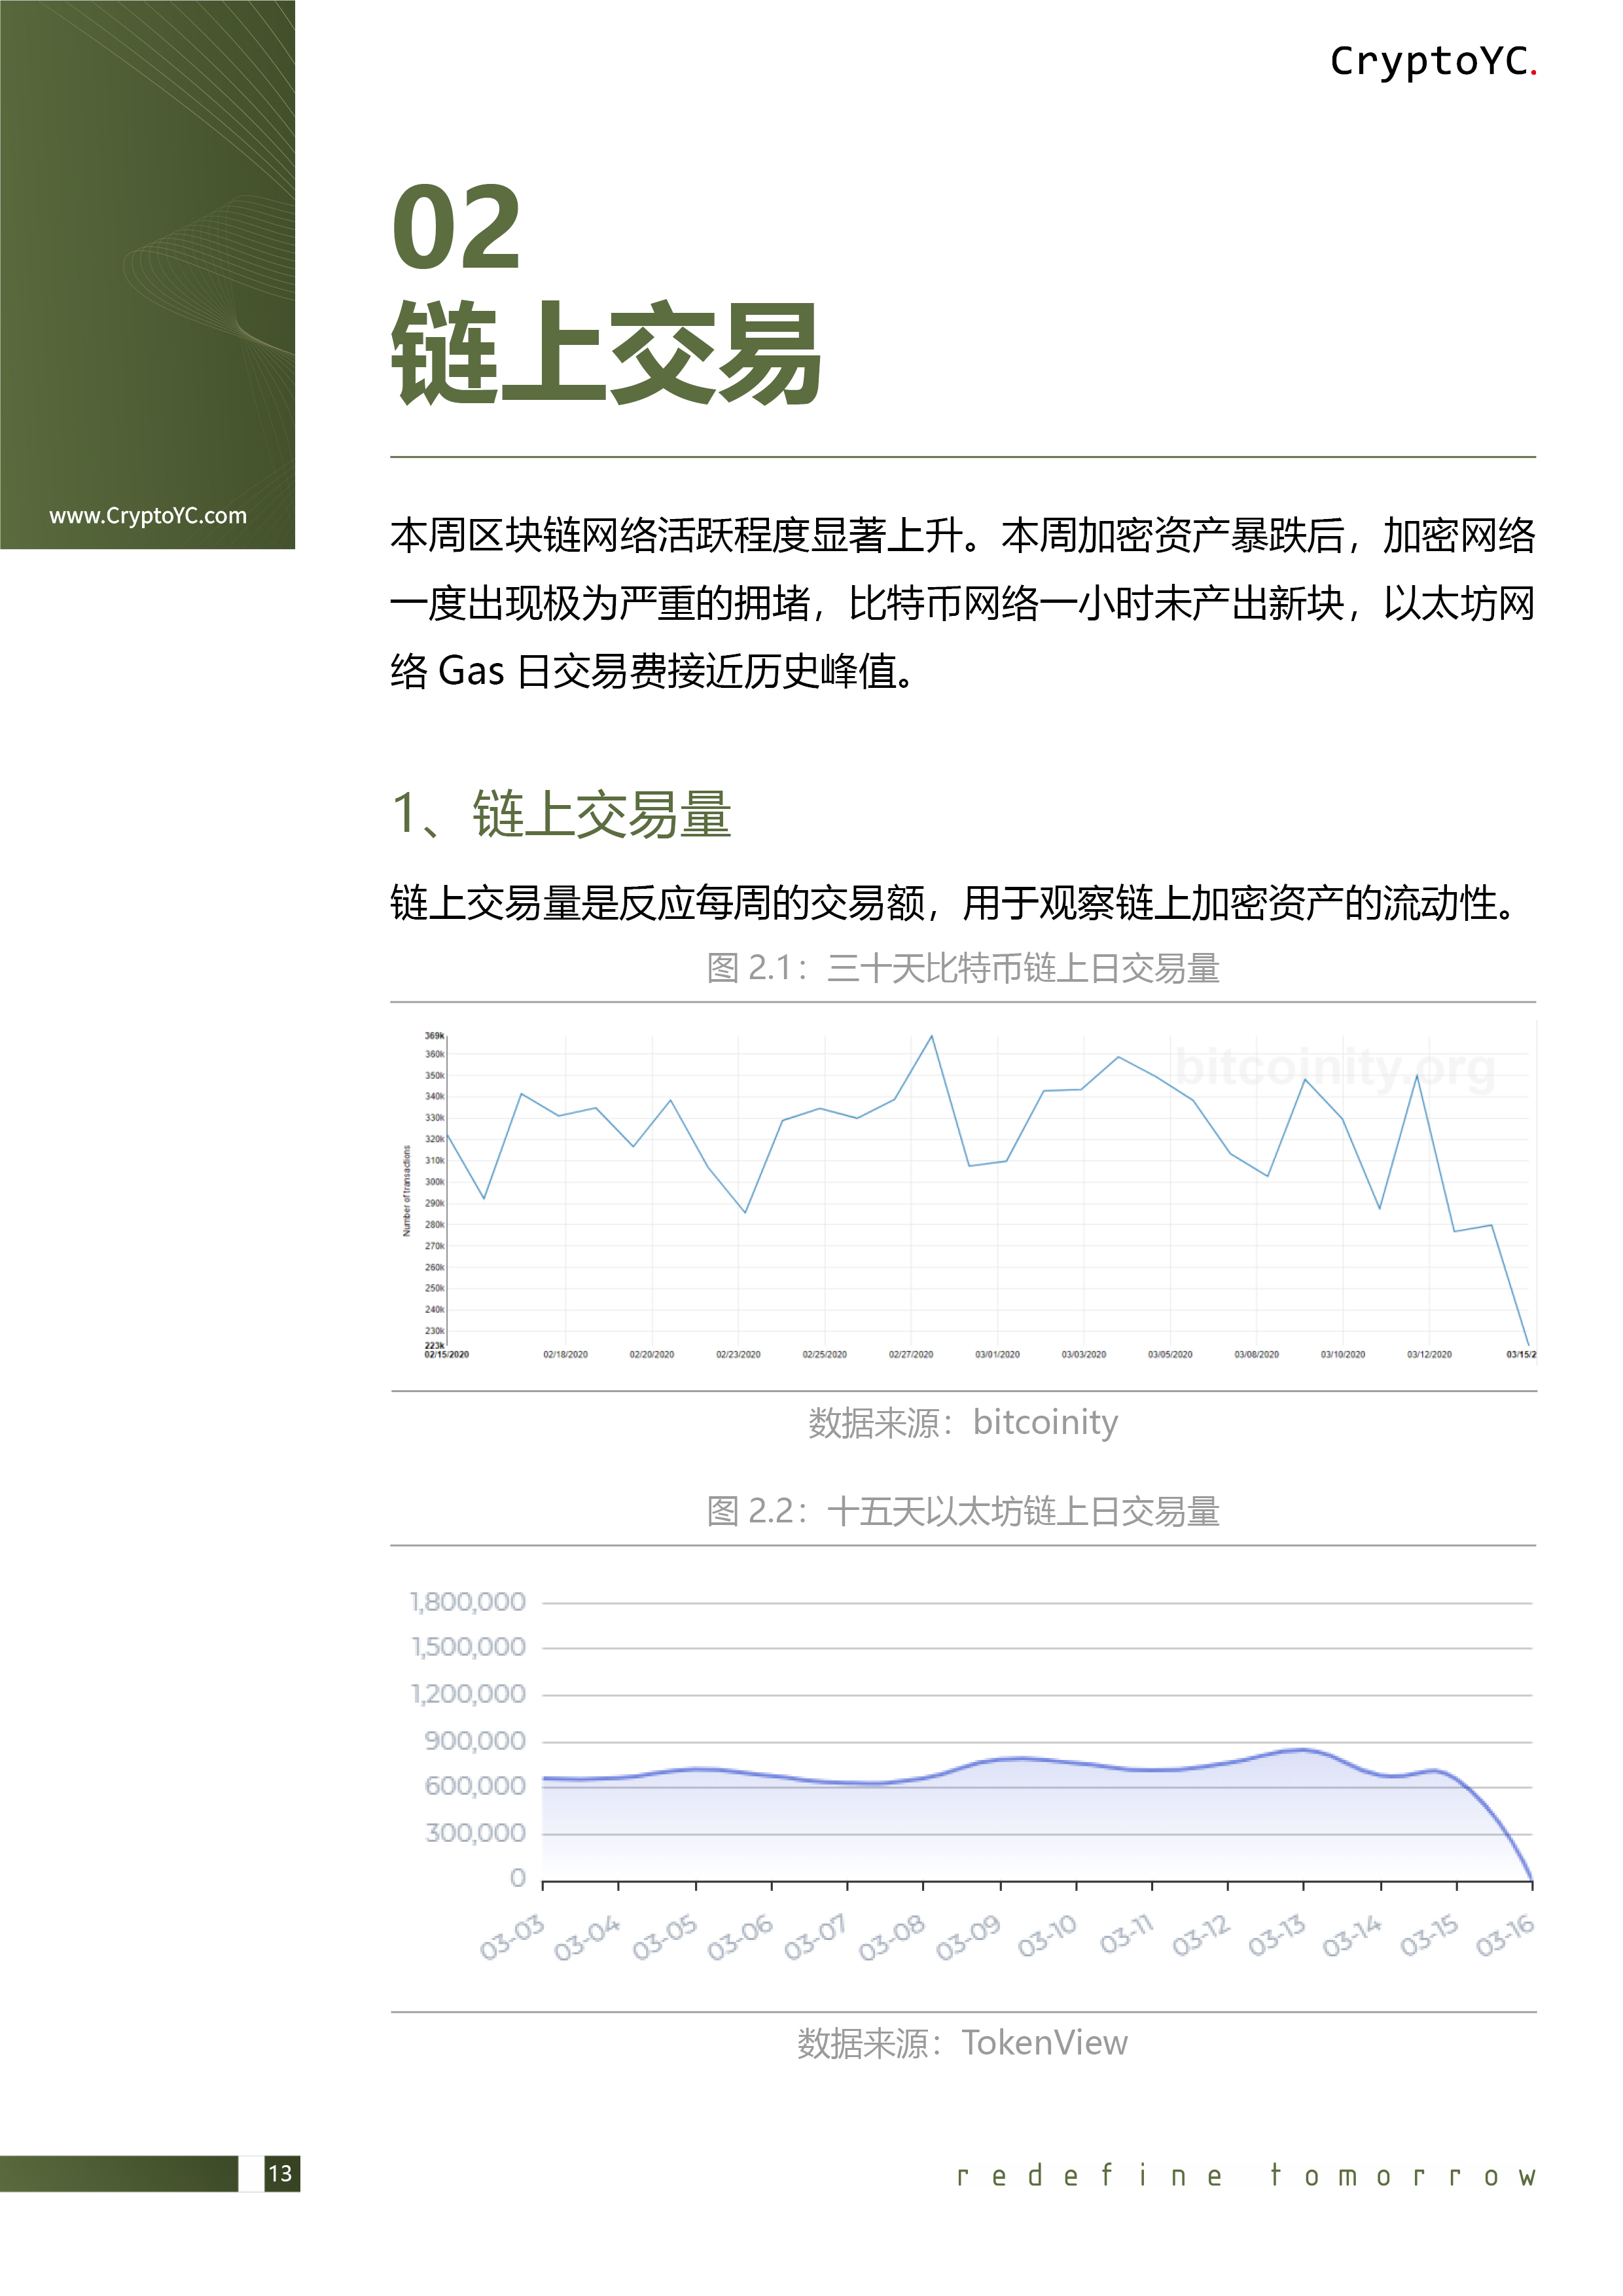 CryptoYC.
www.CryptoYC.com
02
链上交易
本周区块链网络活跃程度显著上升。本周加密资产暴跌后，加密网络
一度出现极为严重的拥堵，比特币网络一小时未产出新块，以太坊网
络 Gas 日交易费接近历史峰值。
1、链上交易量
链上交易量是反应每周的交易额，用于观察链上加密资产的流动性。
图 2.1：三十天比特币链上日交易量
bitcoinity.org
Number of transactions
369k
360k
350k
340k
330k
320k
310k
300k
290k
280k
270k
260k
250k
240k
230k
223k
02/15/2020 02/18/2020 02/20/2020 02/23/2020 02/25/2020 02/27/2020 03/01/2020 03/03/2020 03/05/2020 03/08/2020 03/10/2020 03/12/2020 03/15/2
数据来源：bitcoinity
图 2.2：十五天以太坊链上日交易量
1,800,000
1,500,000
1,200,000
900,000
600,000
300,000
0
03-03 03-04 03-05 03-06 03-07 03-08 03-09 03-10 03-11 03-12 03-13 03-14 03-15 03-16
数据来源：TokenView
13
redefine tomorrow